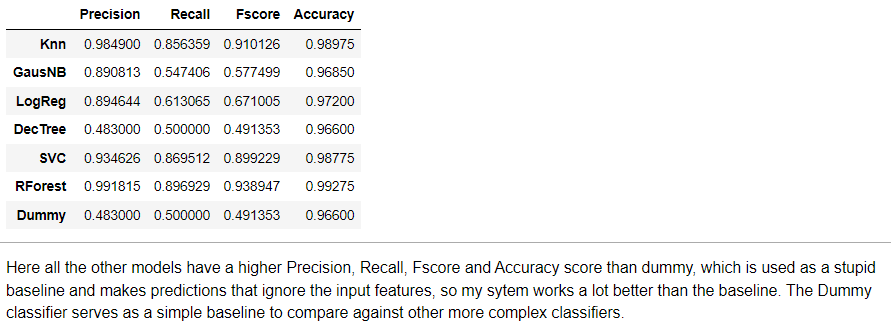 Precision Recall Fscore Accuracy
Knn 0.984900 0.856359 0.910126 0.98975
GausNB 0.890813 0.547406 0.577499 0.96850
LogReg 0.894644 0.613065 0.671005 0.97200
DecTree 0.483000 0.500000 0.491353 0.96600
SVC 0.934626 0.869512 0.899229 0.98775
RForest 0.991815 0.896929 0.938947 0.99275
Dummy 0.483000 0.500000 0.491353 0.96600
Here all the other models have a higher Precision, Recall, Fscore and Accuracy score than dummy, which is used as a stupid
baseline and makes predictions that ignore the input features, so my sytem works a lot better than the baseline. The Dummy
classifier serves as a simple baseline to compare against other more complex classifiers.